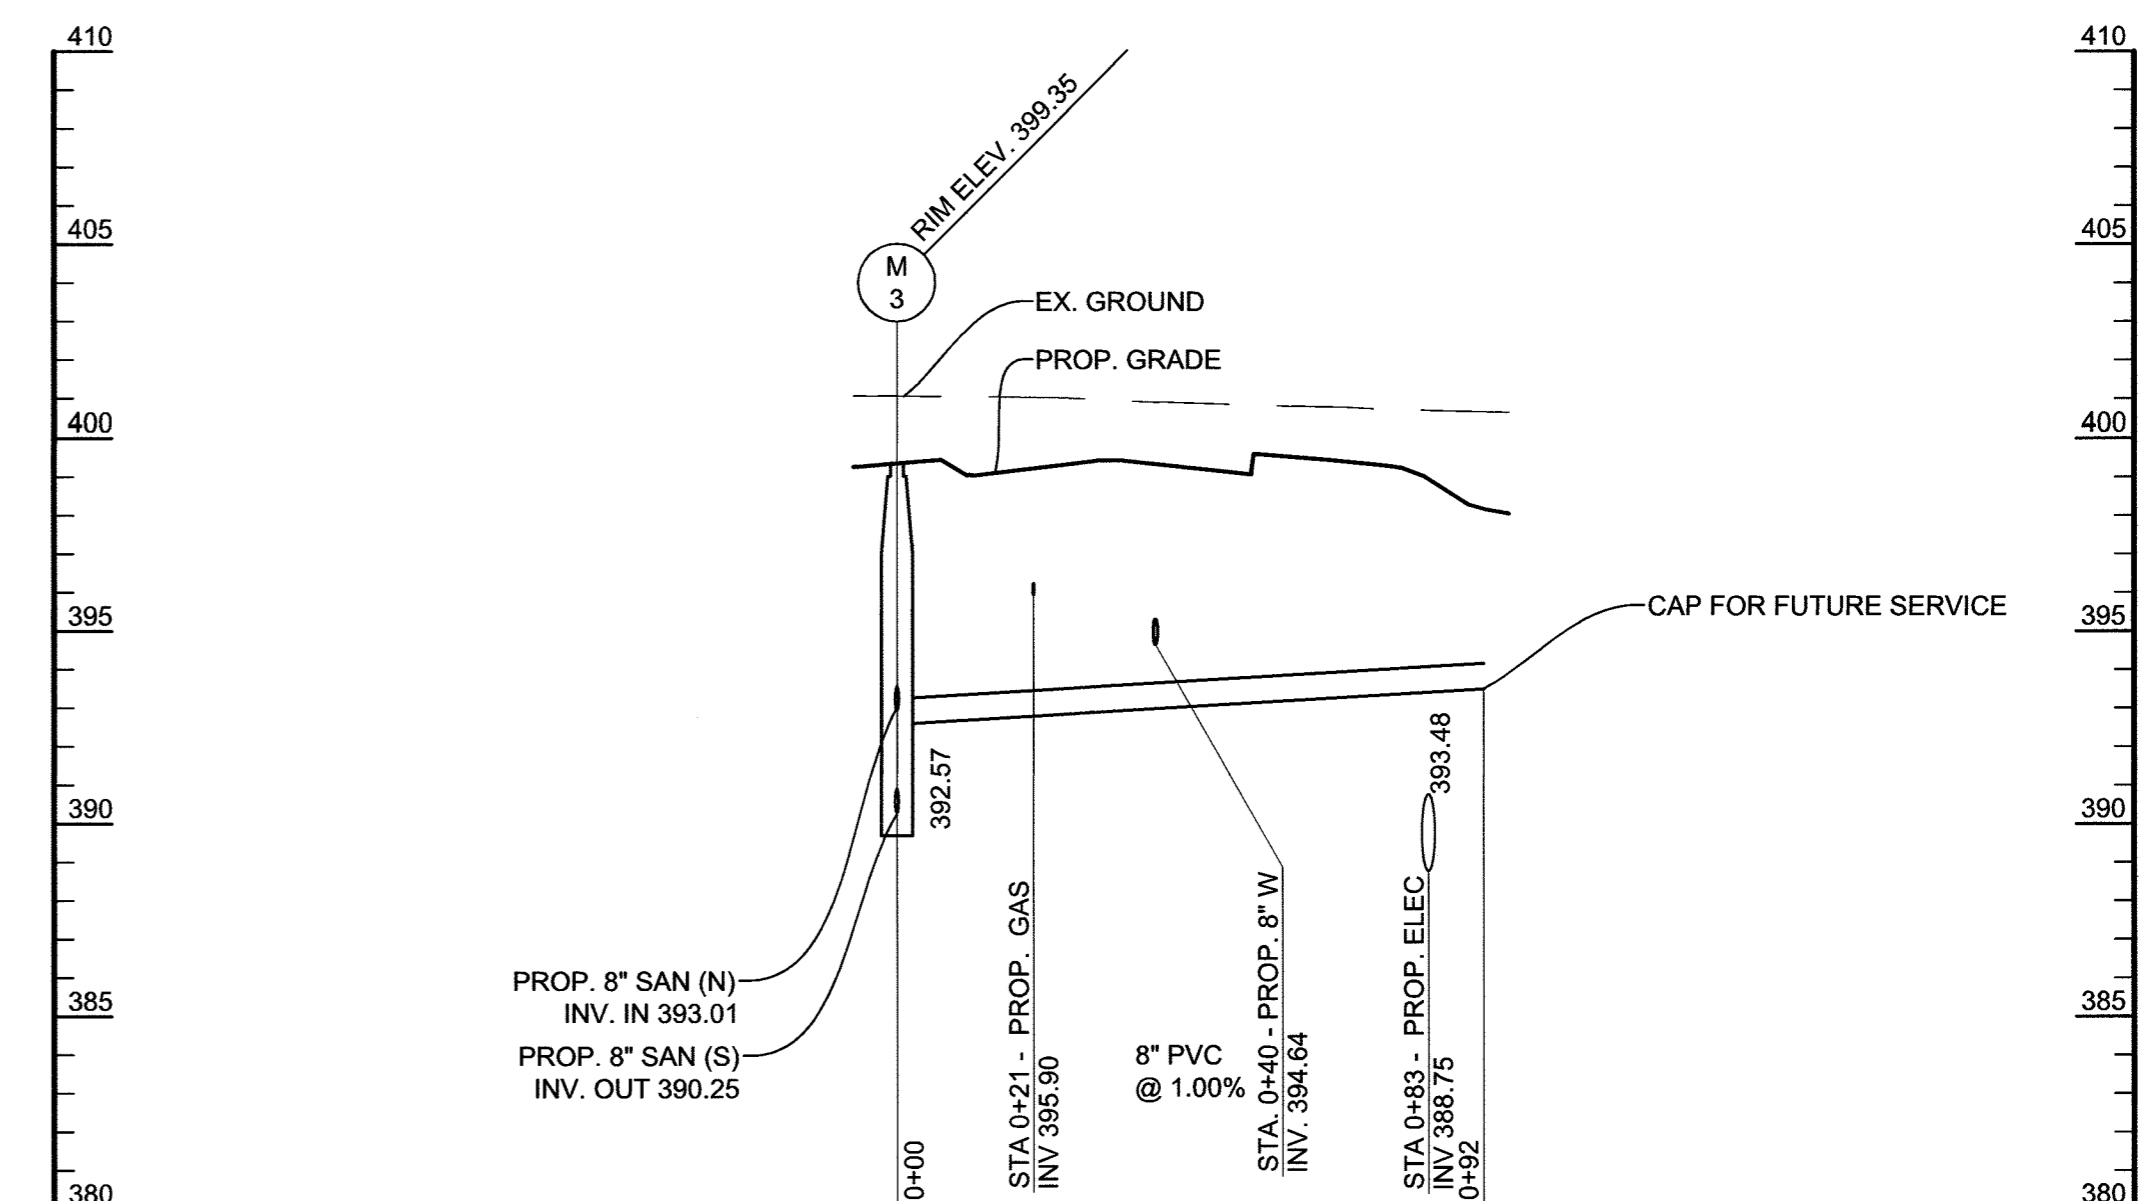 410
410
RIM ELEV. 399.35
405
405
M
3
EX. GROUND
PROP. GRADE
400
400
395
395
CAP FOR FUTURE SERVICE
393.48
392.57
390
390
PROP. 8" SAN (N)
INV. IN 393.01
PROP. 8" SAN (S)
INV. OUT 390.25
385
385
8" PVC
@ 1.00%
0+00
STA 0+21 - PROP. GAS
INV 395.90
STA. 0+40 - PROP. 8" W
INV. 394.64
STA 0+83 - PROP. ELEC
INV 388.75
0+92
380
380